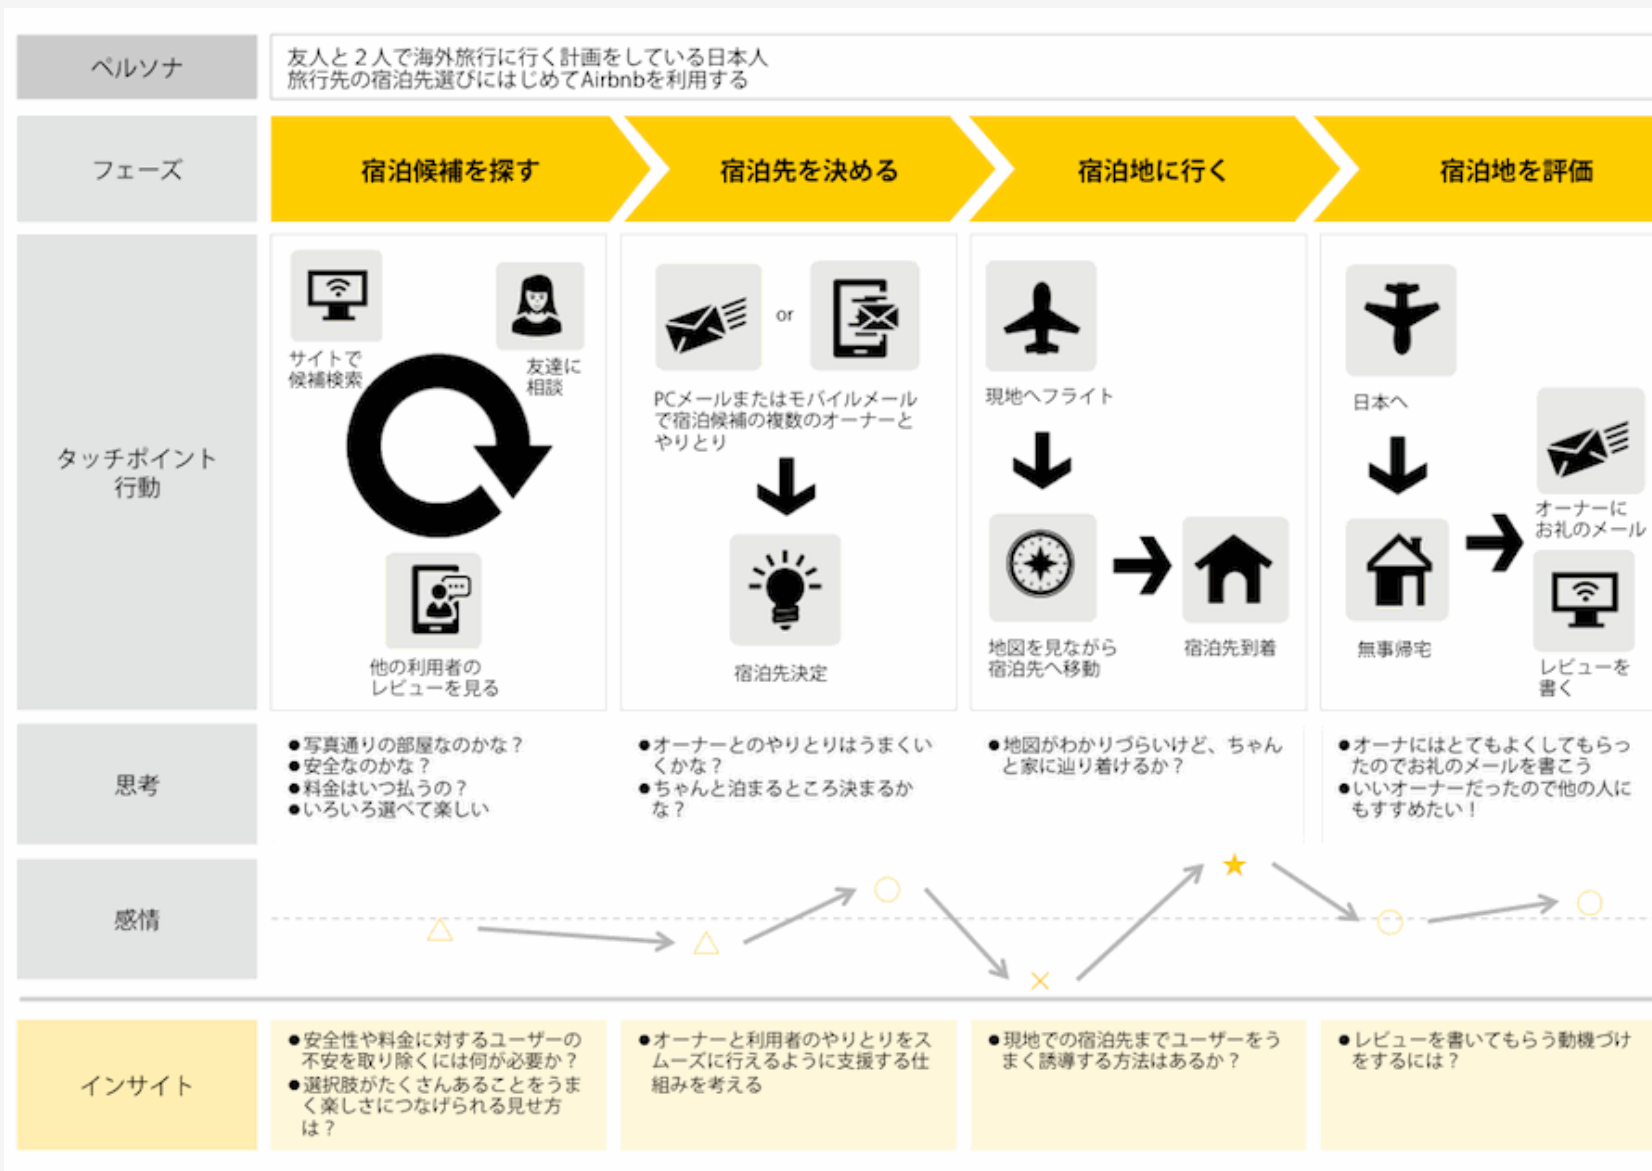 ペルソナ
友人と２人で海外旅行に行く計画をしている日本人
旅行先の宿泊先選びにはじめてAirbnbを利用する
フェーズ
宿泊候補を探す
宿泊先を決める
宿泊地に行く
宿泊地を評価
タッチポイント
行動
サイトで
候補検索
友達に
相談
他の利用者の
レビューを見る
or
PCメールまたはモバイルメール
で宿泊候補の複数のオーナーと
やりとり
宿泊先決定
現地へフライト
地図を見ながら
宿泊先へ移動
宿泊先到着
日本へ
無事帰宅
オーナーに
お礼のメール
レビューを
書く
思考
●写真通りの部屋なのかな？
●安全なのかな？
●料金はいつ払うの？
●いろいろ選べて楽しい
●オーナーとのやりとりはうまくい
くかな？
●ちゃんと泊まるところ決まるか
な？
●地図がわかりづらいけど、ちゃん
と家に辿り着けるか？
●オーナにはとてもよくしてもらっ
たのでお礼のメールを書こう
●いいオーナーだったので他の人に
もすすめたい！
感情
インサイト
●安全性や料金に対するユーザーの
不安を取り除くには何が必要か？
●選択肢がたくさんあることをうま
く楽しさにつなげられる見せ方
は？
●オーナーと利用者のやりとりをス
ムーズに行えるように支援する仕
組みを考える
●現地での宿泊先までユーザーをう
まく誘導する方法はあるか？
●レビューを書いてもらう動機づけ
をするには？